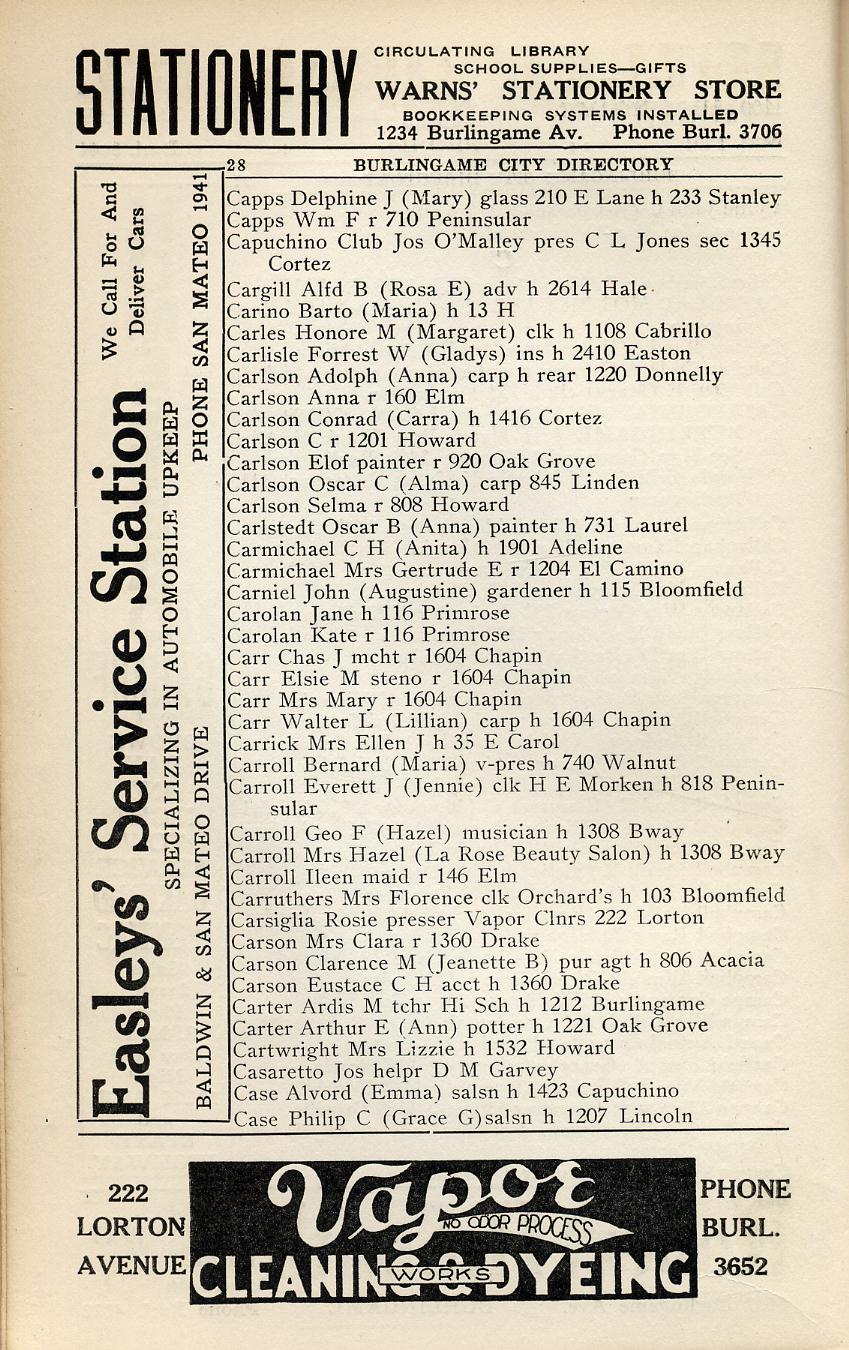 STATIONERY
CIRCULATING LIBRARY
SCHOOL SUPPLIES—GIFTS
WARNS' STATIONERY STORE
BOOKKEEPING SYSTEMS INSTALLED
1234 Burlingame Av. Phone Burl. 3706
28 BURLINGAME CITY DIRECTORY
Easleys' Service Station
We Call For And
Deliver Cars
SPECIALIZING IN AUTOMOBILE UPKEEP
BALDWIN & SAN MATEO DRIVE PHONE SAN MATEO 1941
Capps Delphine J (Mary) glass 210 E Lane h 233 Stanley
Capps Wm F r 710 Peninsular
Capuchino Club Jos O'Malley pres C L Jones sec 1345
Cortez
Cargill Alfd B (Rosa E) adv h 2614 Hale
Carino Barto (Maria) h 13 H
Carles Honore M (Margaret) clk h 1108 Cabrillo
Carlisle Forrest W (Gladys) ins h 2410 Easton
Carlson Adolph (Anna) carp h rear 1220 Donnelly
Carlson Anna r 160 Elm
Carlson Conrad (Carra) h 1416 Cortez
Carlson C r 1201 Howard
Carlson Elof painter r 920 Oak Grove
Carlson Oscar C (Alma) carp 845 Linden
Carlson Selma r 808 Howard
Carlstedt Oscar B (Anna) painter h 731 Laurel
Carmichael C H (Anita) h 1901 Adeline
Carmichael Mrs Gertrude E r 1204 El Camino
Carniel John (Augustine) gardener h 115 Bloomfield
Carolan Jane h 116 Primrose
Carolan Kate r 116 Primrose
Carr Chas J mcht r 1604 Chapin
Carr Elsie M steno r 1604 Chapin
Carr Mrs Mary r 1604 Chapin
Carr Walter L (Lillian) carp h 1604 Chapin
Carrick Mrs Ellen J h 35 E Carol
Carroll Bernard (Maria) v-pres h 740 Walnut
Carroll Everett J (Jennie) clk H E Morken h 818 Penin-
sular
Carroll Geo F (Hazel) musician h 1308 Bway
Carroll Mrs Hazel (La Rose Beauty Salon) h 1308 Bway
Carroll Ileen maid r 146 Elm
Carruthers Mrs Florence clk Orchard's h 103 Bloomfield
Carsiglia Rosie presser Vapor Clnrs 222 Lorton
Carson Mrs Clara r 1360 Drake
Carson Clarence M (Jeanette B) pur agt h 806 Acacia
Carson Eustace C H acct h 1360 Drake
Carter Ardis M tchr Hi Sch h 1212 Burlingame
Carter Arthur E (Ann) potter h 1221 Oak Grove
Cartwright Mrs Lizzie h 1532 Howard
Casaretto Jos helpr D M Garvey
Case Alvord (Emma) salsn h 1423 Capuchino
Case Philip C (Grace G)salsn h 1207 Lincoln
222
LORTON
AVENUE
Vapor
NO ODOR PROCESS
CLEANING & DYEING
WORKS
PHONE
BURL.
3652